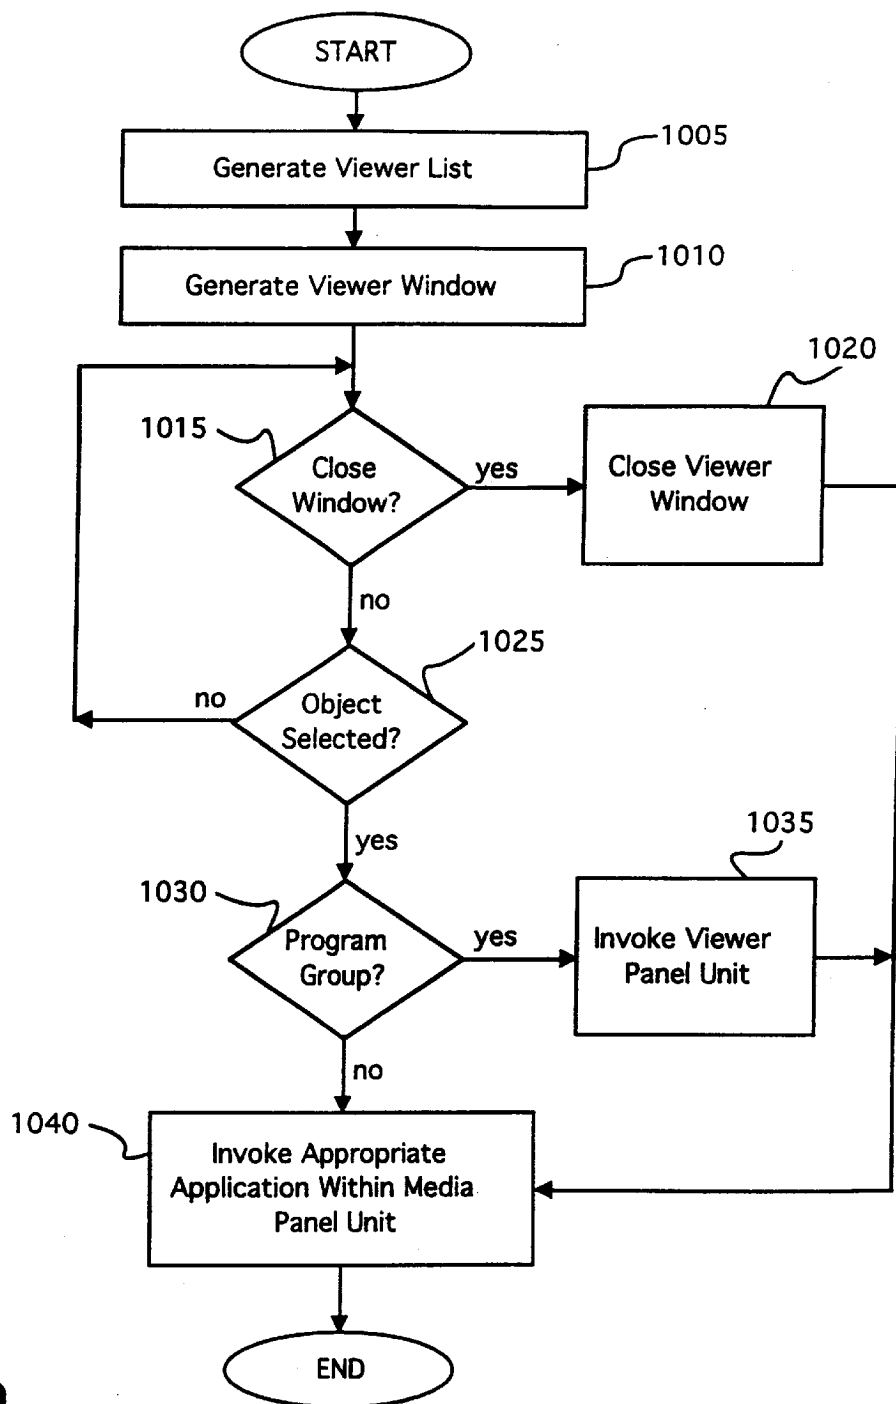 START
Generate Viewer List
1005
Generate Viewer Window
1010
1015
Close
Window?
yes
1020
Close Viewer
Window
no
1025
Object
Selected?
no
yes
1030
Program
Group?
yes
1035
Invoke Viewer
Panel Unit
no
1040
Invoke Appropriate
Application Within Media
Panel Unit
END